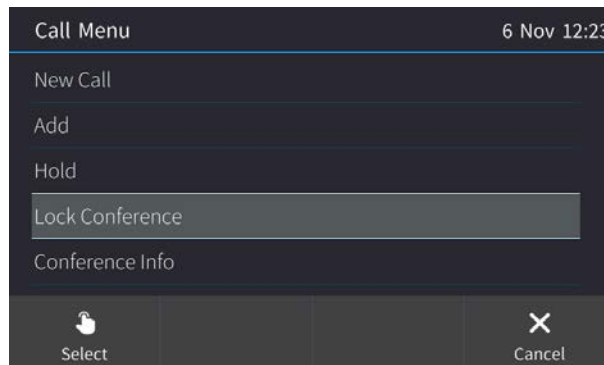 Call Menu 6 Nov 12:23
New Call
Add
Hold
Lock Conference
Conference Info
Select Cancel